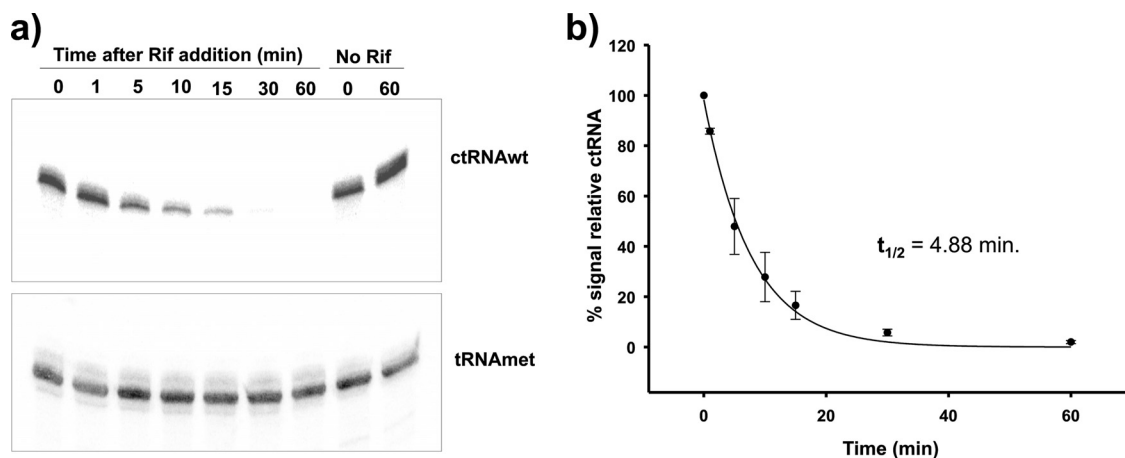 a)
Time after Rif addition (min) No Rif
0 1 5 10 15 30 60 0 60
ctRNAwt
tRNAmet
b)
% signal relative ctRNA
120
100
80
60
40
20
0
t1/2 = 4.88 min.
0 20 40 60
Time (min)